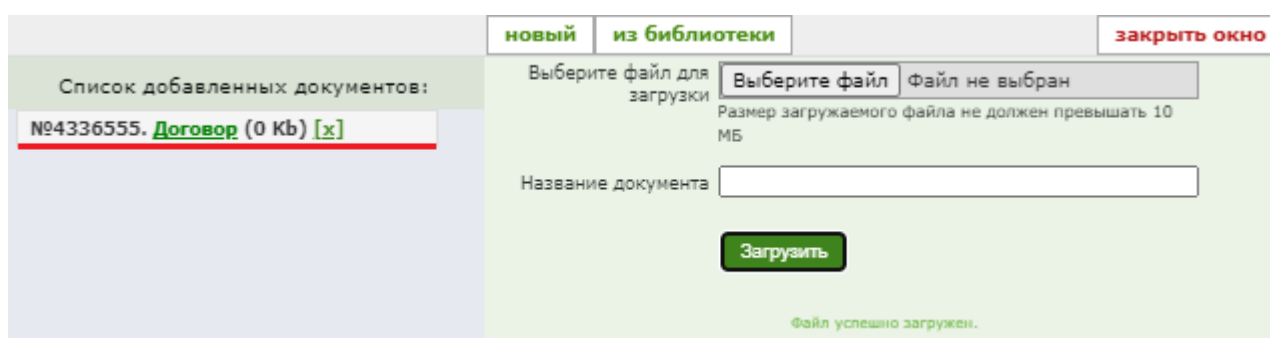 новый из библиотеки закрыть окно
Список добавленных документов:
№4336555. Договор (0 Kb) [x]
Выберите файл для
загрузки
Выберите файл Файл не выбран
Размер загружаемого файла не должен превышать 10
МБ
Название документа
Загрузить
Файл успешно загружен.